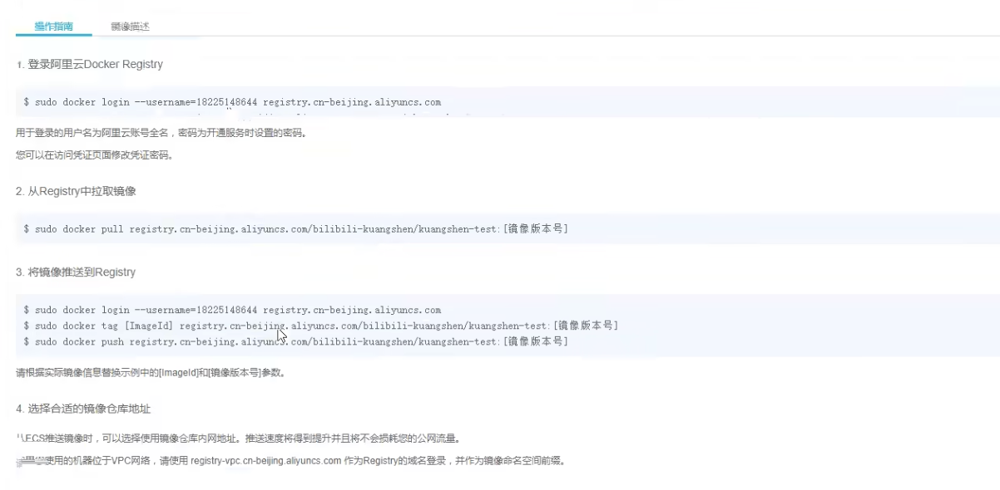 操作指南 镜像描述
1. 登录阿里云Docker Registry
$ sudo docker login --username=18225148644 registry.cn-beijing.aliyuncs.com
用于登录的用户名为阿里云账号全名，密码为开通服务时设置的密码。
您可以在访问凭证页面修改凭证密码。
2. 从Registry中拉取镜像
$ sudo docker pull registry.cn-beijing.aliyuncs.com/bilibili-kuangshen/kuangshen-test:[镜像版本号]
3. 将镜像推送到Registry
$ sudo docker login --username=18225148644 registry.cn-beijing.aliyuncs.com
$ sudo docker tag [ImageId] registry.cn-beijing.aliyuncs.com/bilibili-kuangshen/kuangshen-test:[镜像版本号]
$ sudo docker push registry.cn-beijing.aliyuncs.com/bilibili-kuangshen/kuangshen-test:[镜像版本号]
请根据实际镜像信息替换示例中的[ImageId]和[镜像版本号]参数。
4. 选择合适的镜像仓库地址
ECS推送镜像时，可以选择使用镜像仓库内网地址。推送速度将得到提升并且将不会损耗您的公网流量。
使用的机器位于VPC网络，请使用 registry-vpc.cn-beijing.aliyuncs.com 作为Registry的域名登录，并作为镜像命名空间前缀。